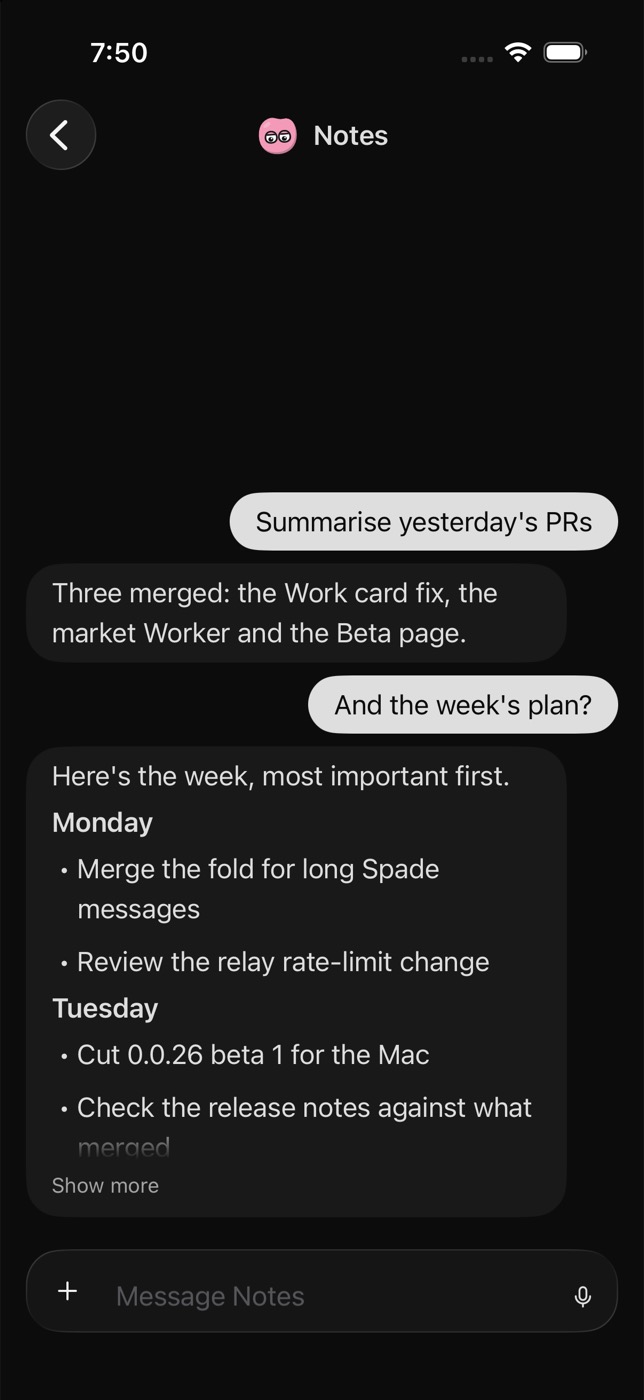 7:50
Notes
Summarise yesterday's PRs
Three merged: the Work card fix, the
market Worker and the Beta page.
And the week's plan?
Here's the week, most important first.
Monday
• Merge the fold for long Spade
messages
• Review the relay rate-limit change
Tuesday
• Cut 0.0.26 beta 1 for the Mac
• Check the release notes against what
merged
Show more
Message Notes